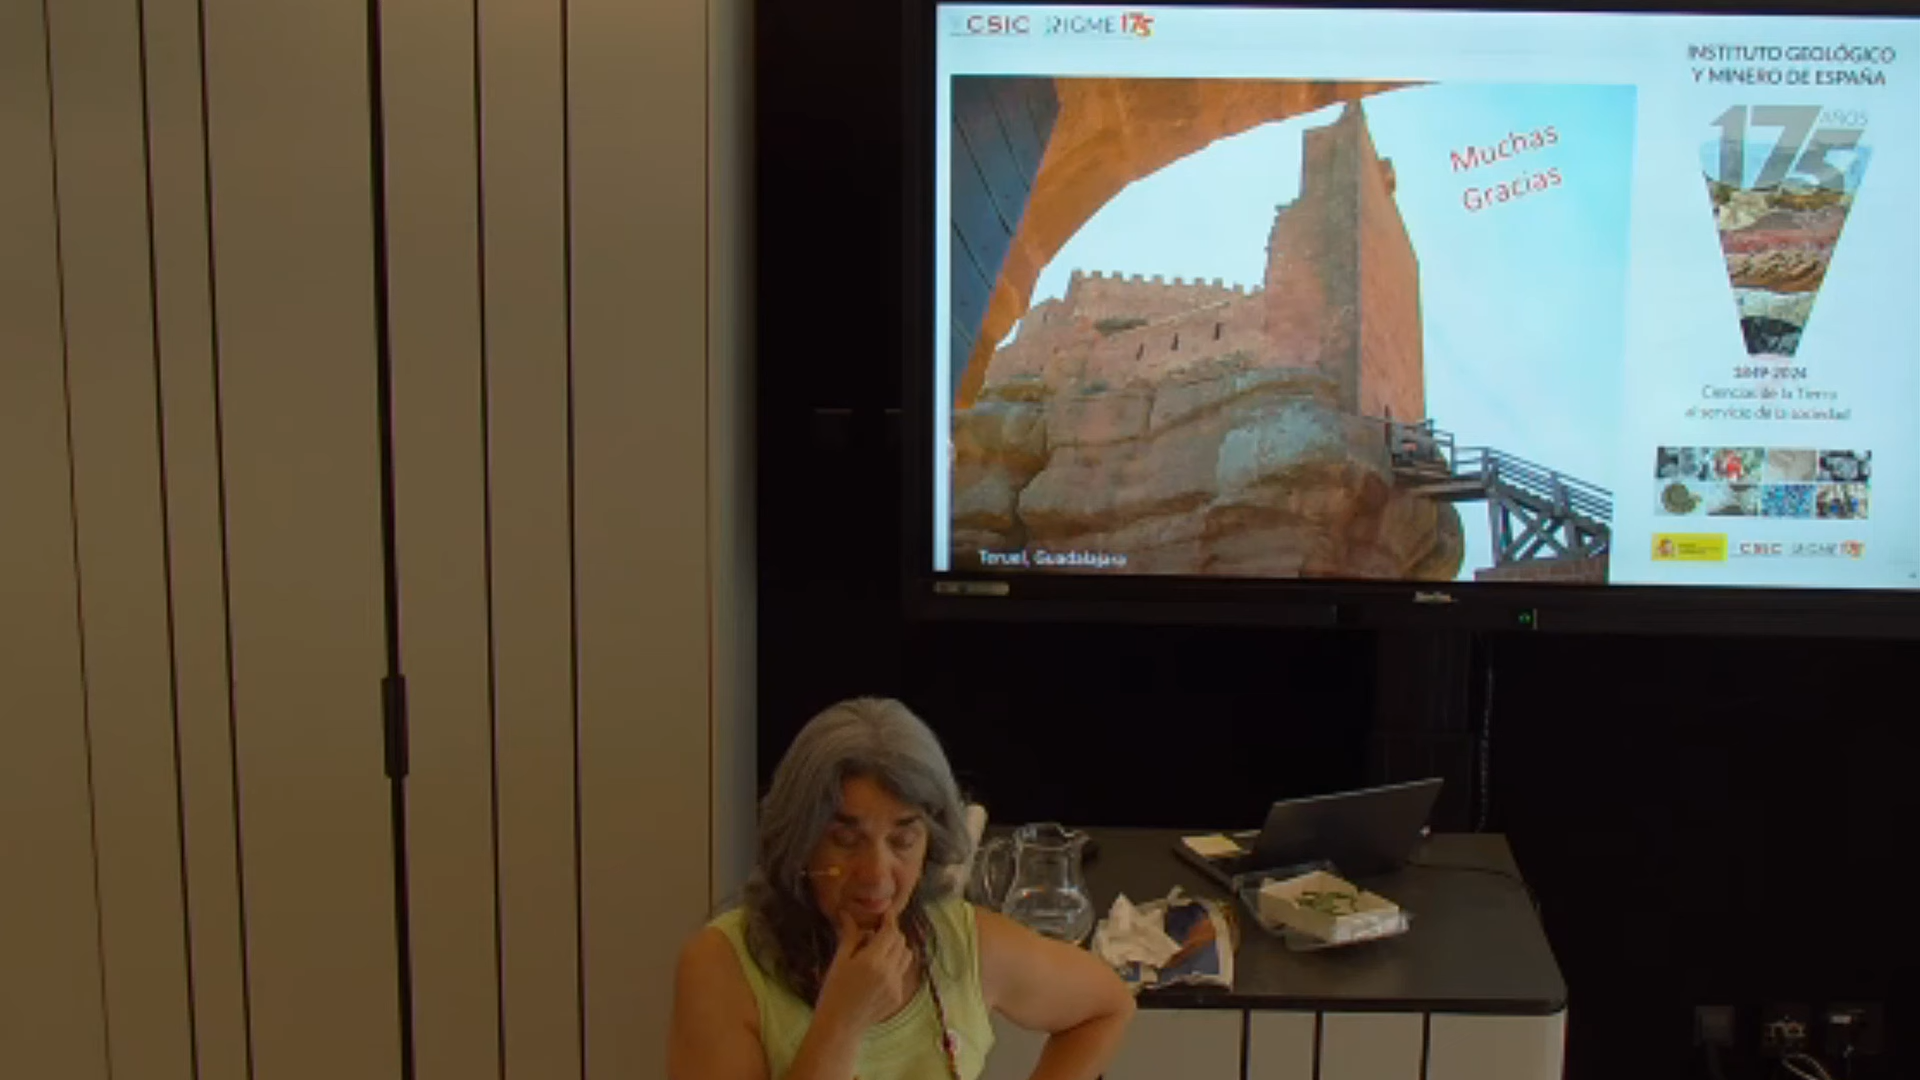 CSIC IGME 175
INSTITUTO GEOLÓGICO
Y MINERO DE ESPAÑA
175
AÑOS
Muchas
Gracias
1849-2024
Ciencias de la Tierra
al servicio de la sociedad
Teruel, Guadalajara
CSIC IGME 175